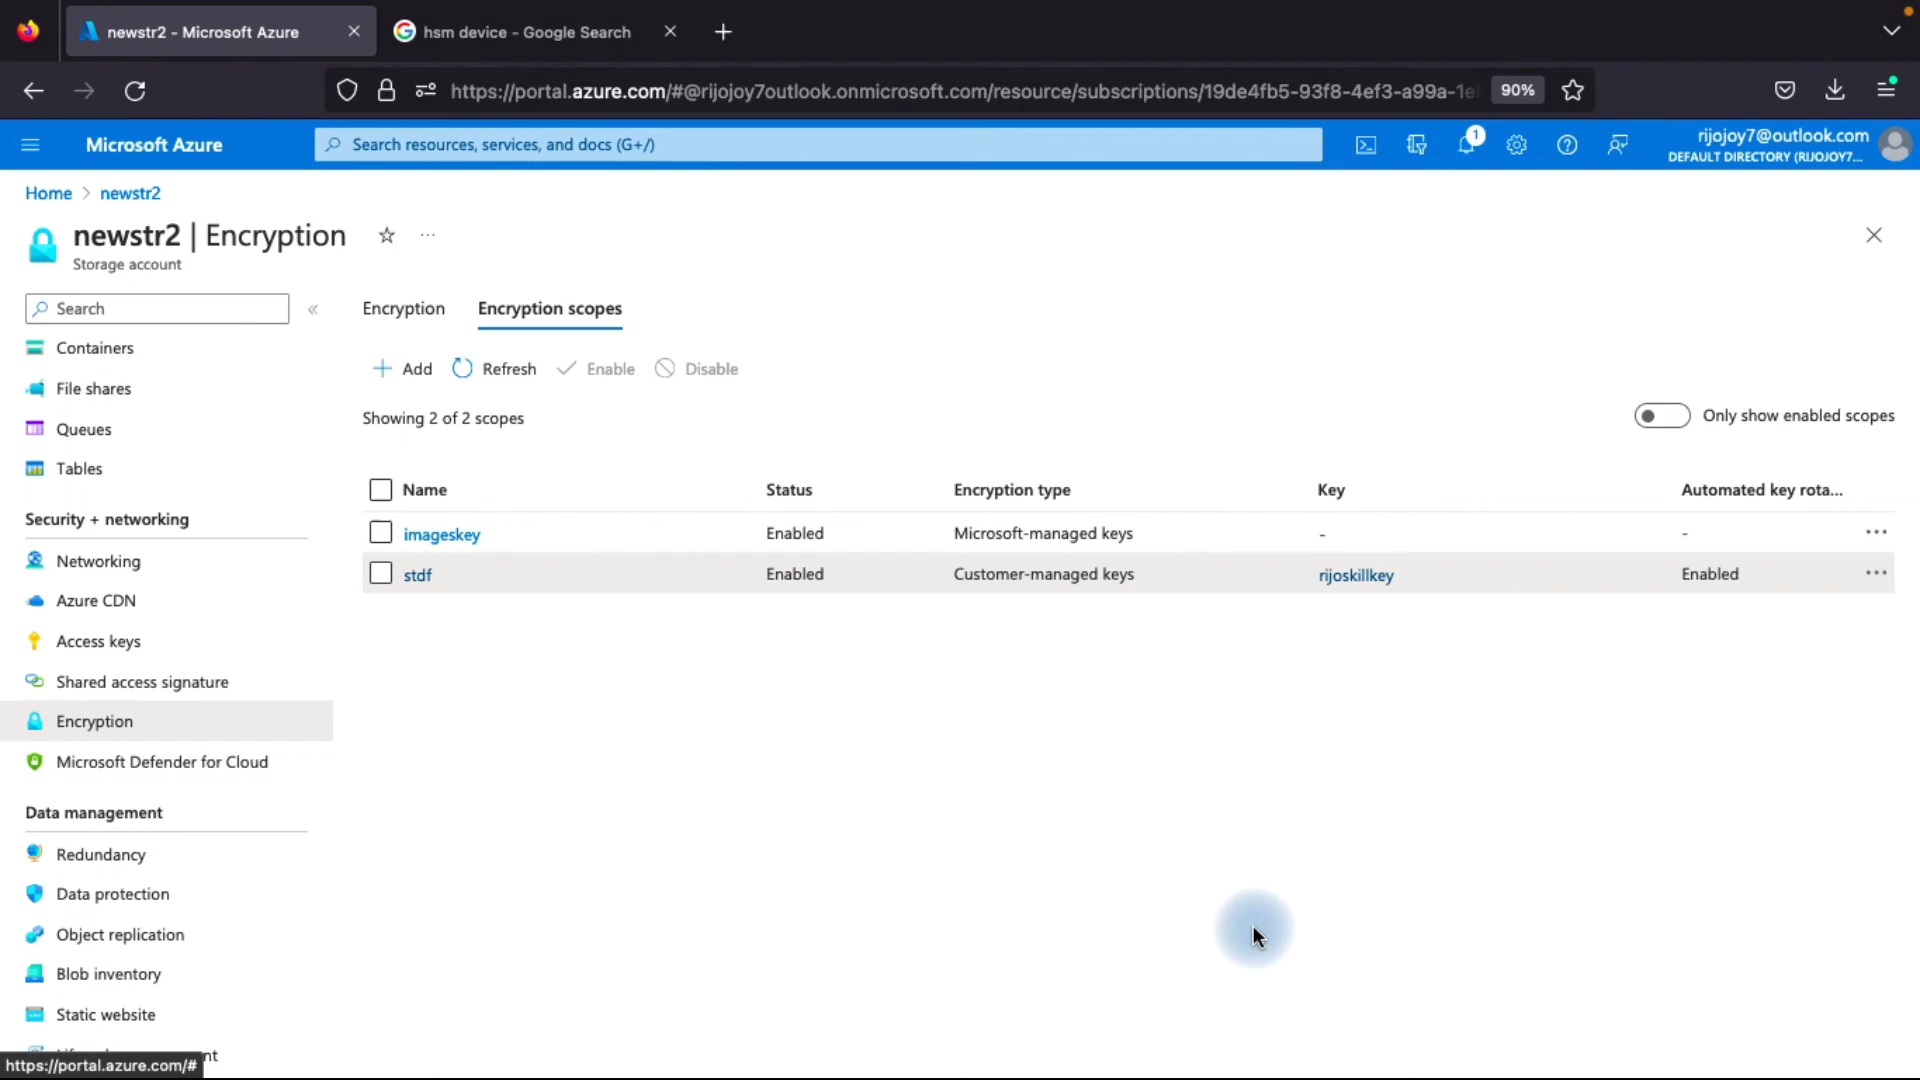 newstr2 - Microsoft Azure
hsm device - Google Search
https://portal.azure.com/#@rijojoy7outlook.onmicrosoft.com/resource/subscriptions/19de4fb5-93f8-4ef3-a99a-1e
90%
Microsoft Azure
Search resources, services, and docs (G+/)
1
rijojoy7@outlook.com
DEFAULT DIRECTORY (RIJOJOY7...
Home > newstr2
newstr2 | Encryption
Storage account
Search
Containers
File shares
Queues
Tables
Security + networking
Networking
Azure CDN
Access keys
Shared access signature
Encryption
Microsoft Defender for Cloud
Data management
Redundancy
Data protection
Object replication
Blob inventory
Static website
nt
https://portal.azure.com/#
Encryption
Encryption scopes
Add
Refresh
Enable
Disable
Showing 2 of 2 scopes
Only show enabled scopes
Name Status Encryption type Key Automated key rota...
imageskey Enabled Microsoft-managed keys - -
stdf Enabled Customer-managed keys rijoskillkey Enabled